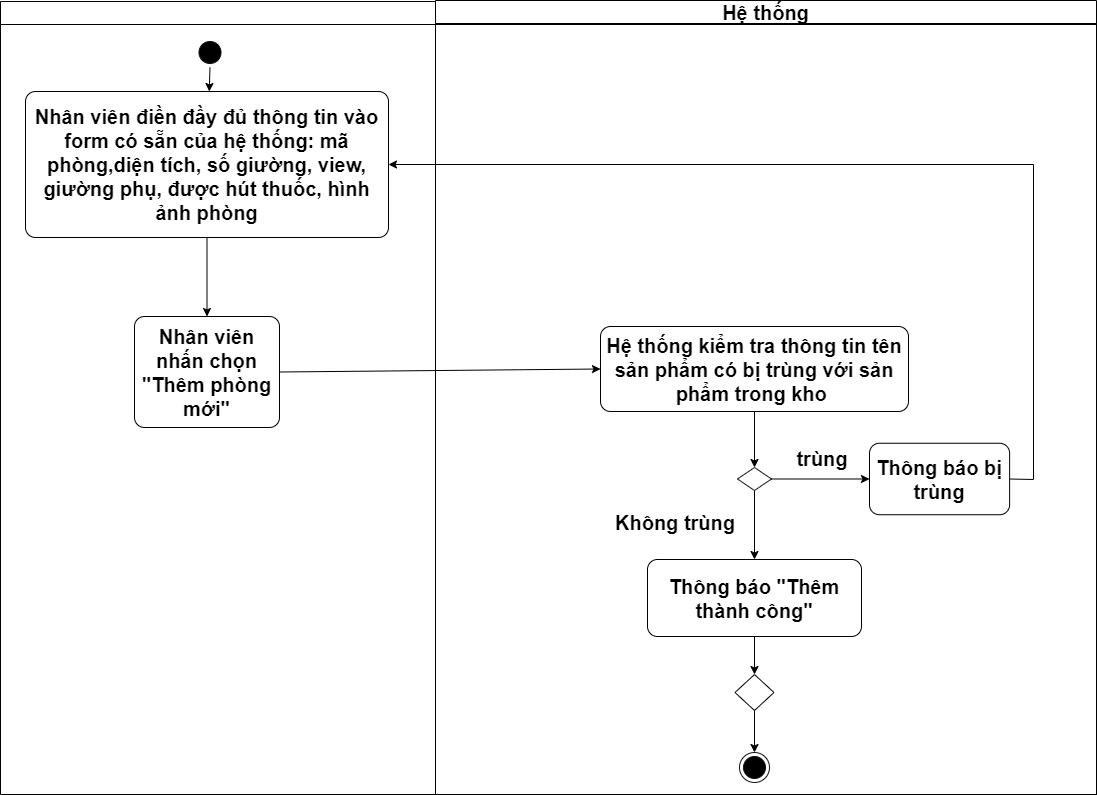 Hệ thống
Nhân viên điền đầy đủ thông tin vào
form có sẵn của hệ thống: mã
phòng,diện tích, số giường, view,
giường phụ, được hút thuốc, hình
ảnh phòng
Nhân viên
nhấn chọn
"Thêm phòng
mới"
Hệ thống kiểm tra thông tin tên
sản phẩm có bị trùng với sản
phẩm trong kho
trùng
Thông báo bị
trùng
Không trùng
Thông báo "Thêm
thành công"